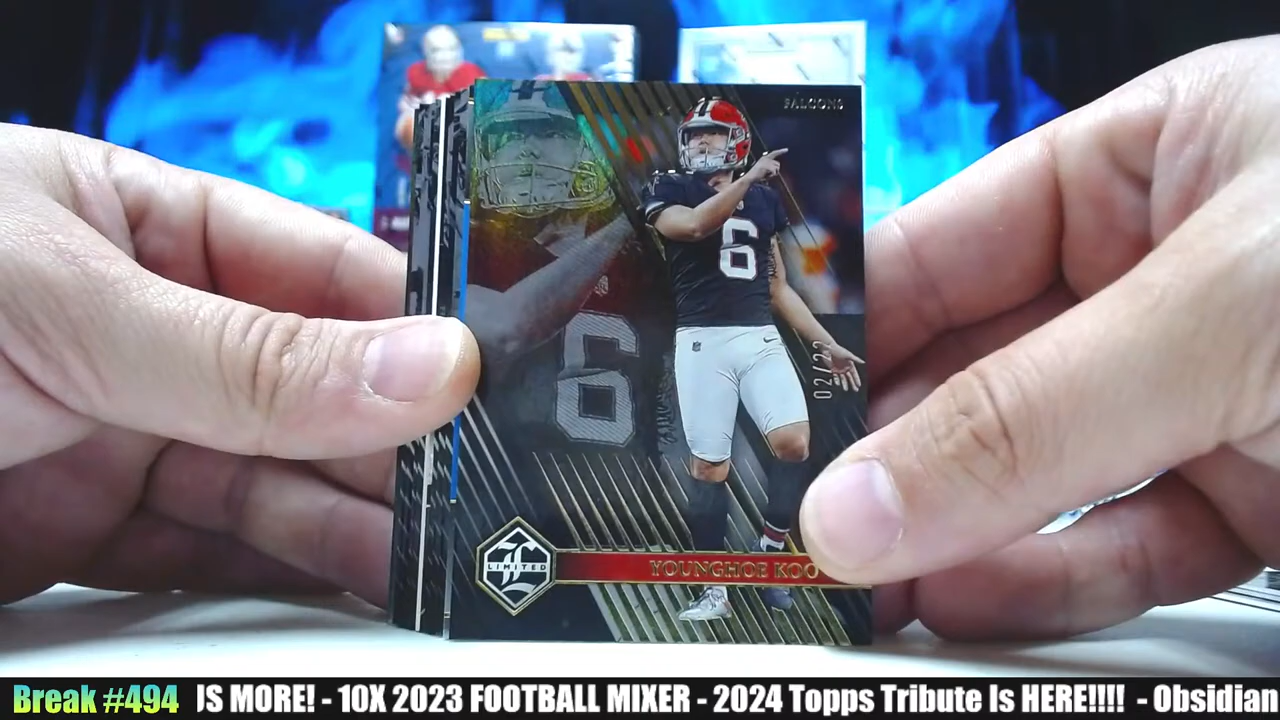 FALCONS
6
6
02/22
LIMITED
YOUNGHOE KOO
Break #494 IS MORE! - 10X 2023 FOOTBALL MIXER - 2024 Topps Tribute Is HERE!!!! - Obsidian